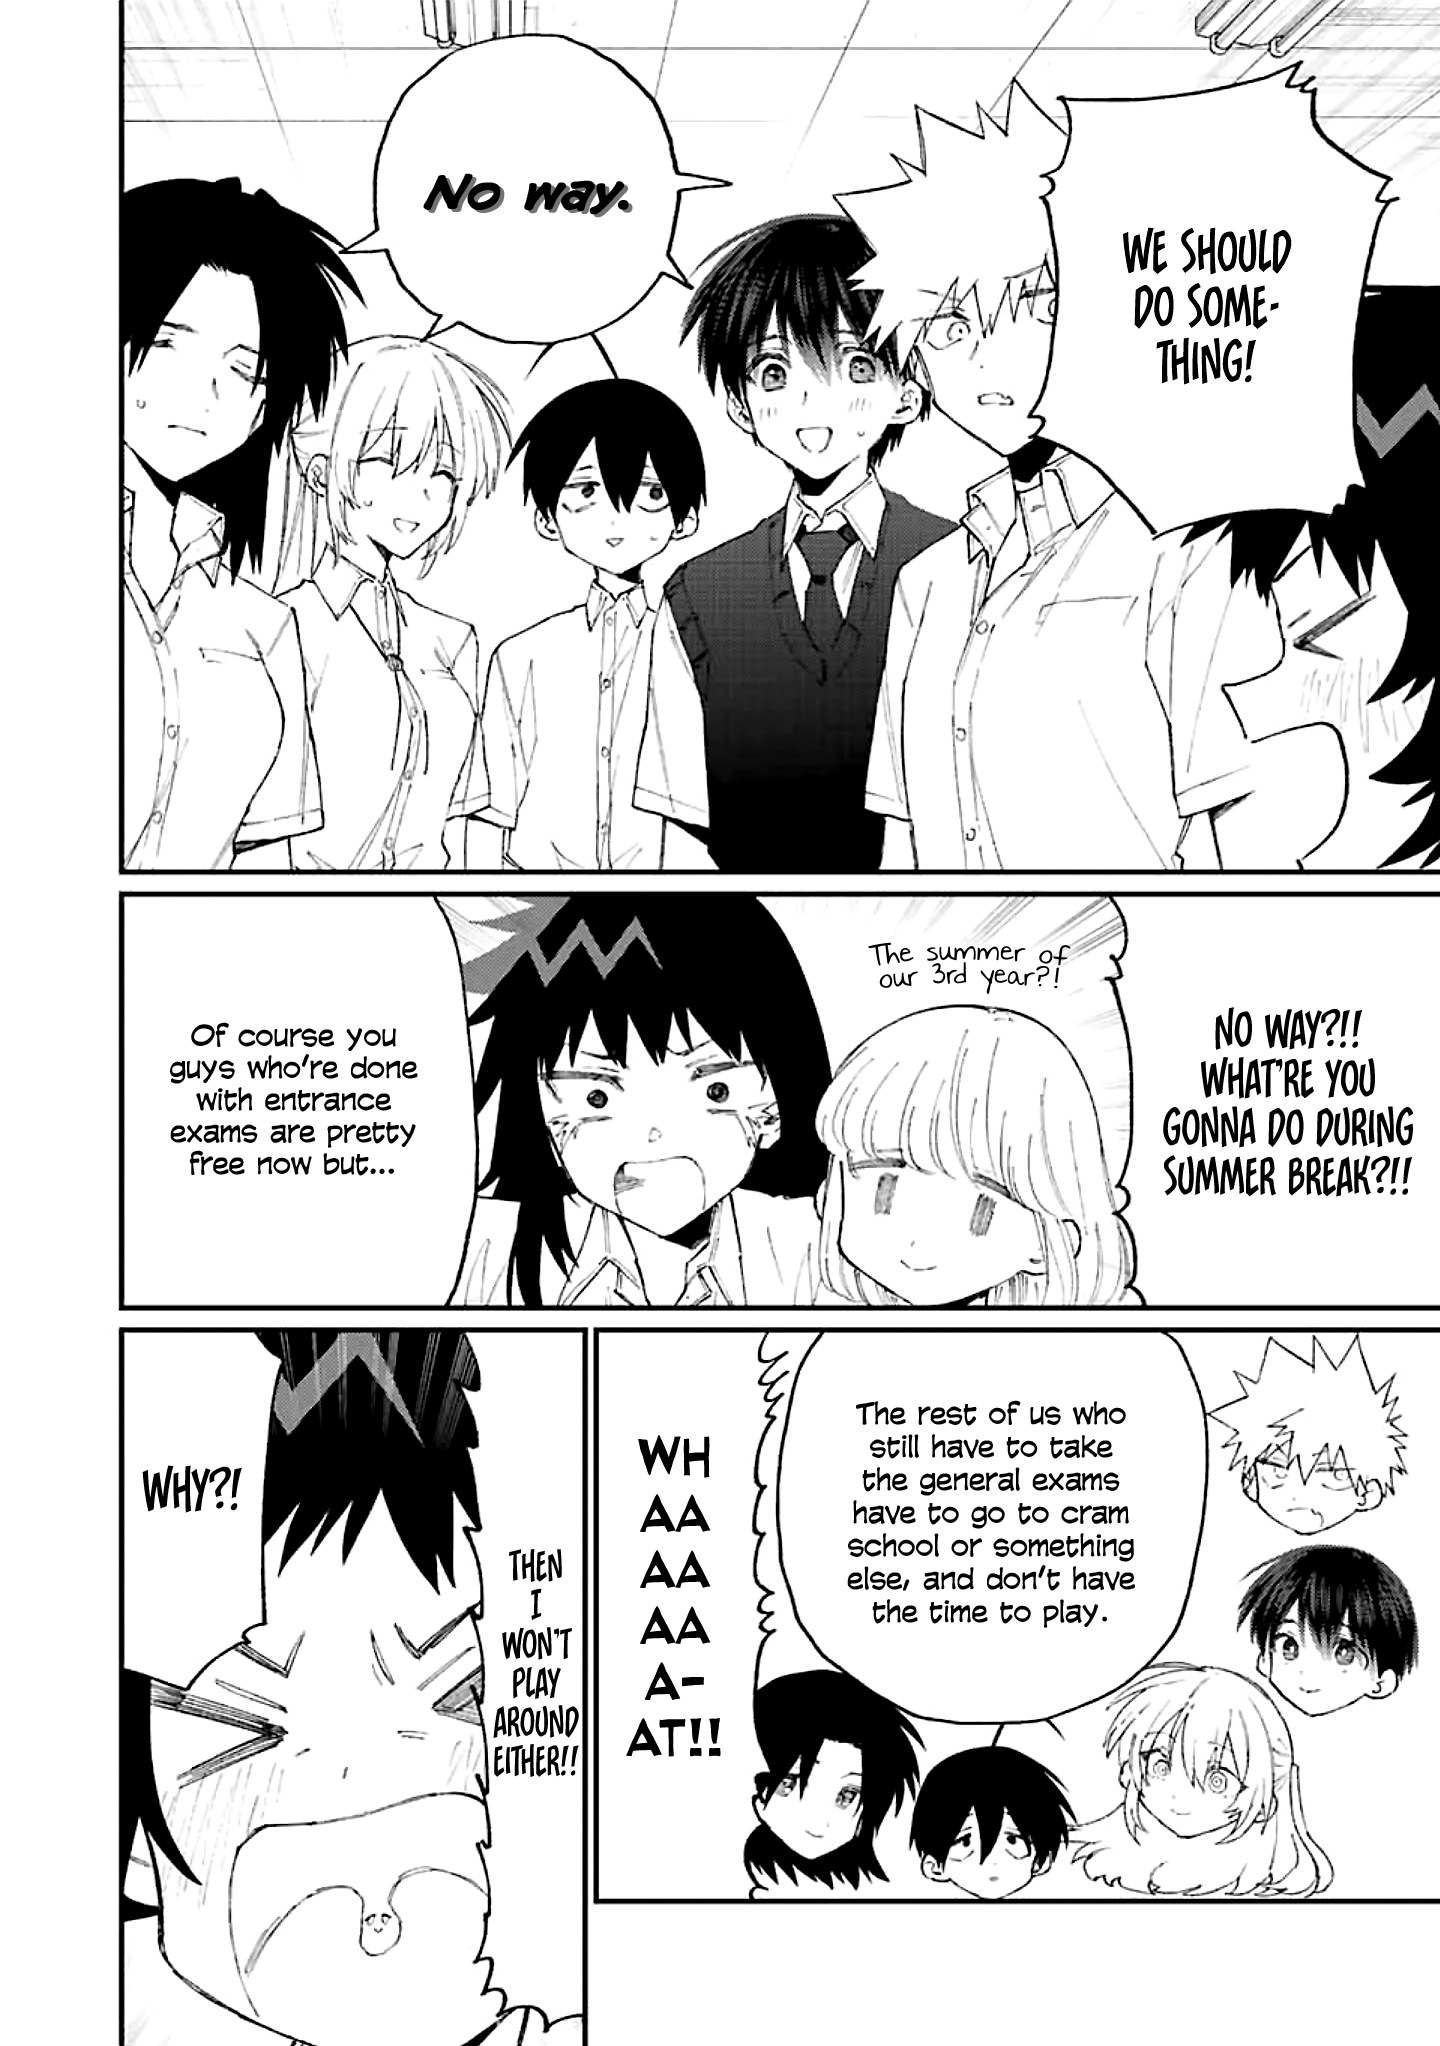 WE SHOULD
DO SOME-
THING!
No way.
NO WAY?!!
WHAT'RE YOU
GONNA DO DURING
SUMMER BREAK?!!
The summer of
our 3rd year?!
Of course you
guys who're done
with entrance
exams are pretty
free now but...
The rest of us who
still have to take
the general exams
have to go to cram
school or something
else, and don't have
the time to play.
WH
AA
AA
AA
A-
AT!!
THEN
I
WON'T
PLAY
AROUND
EITHER!!
WHY?!